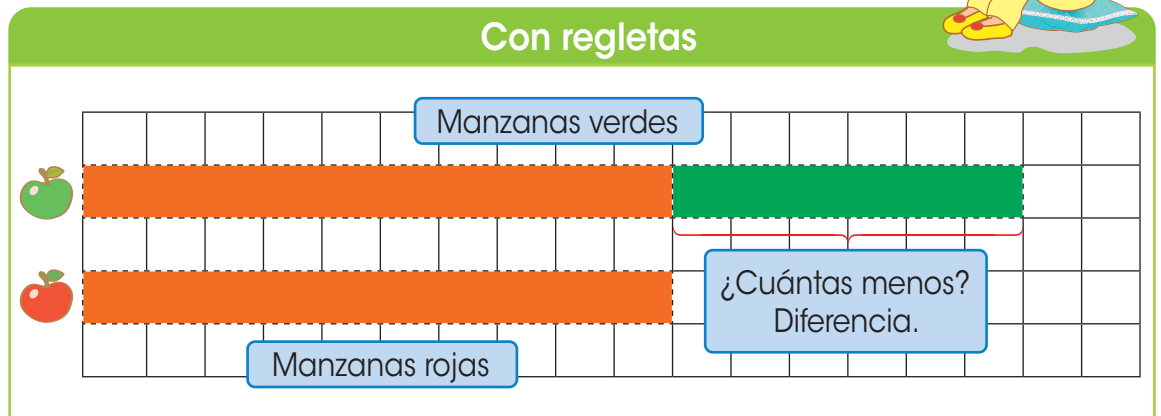 Con regletas
Manzanas verdes
¿Cuántas menos?
Diferencia.
Manzanas rojas